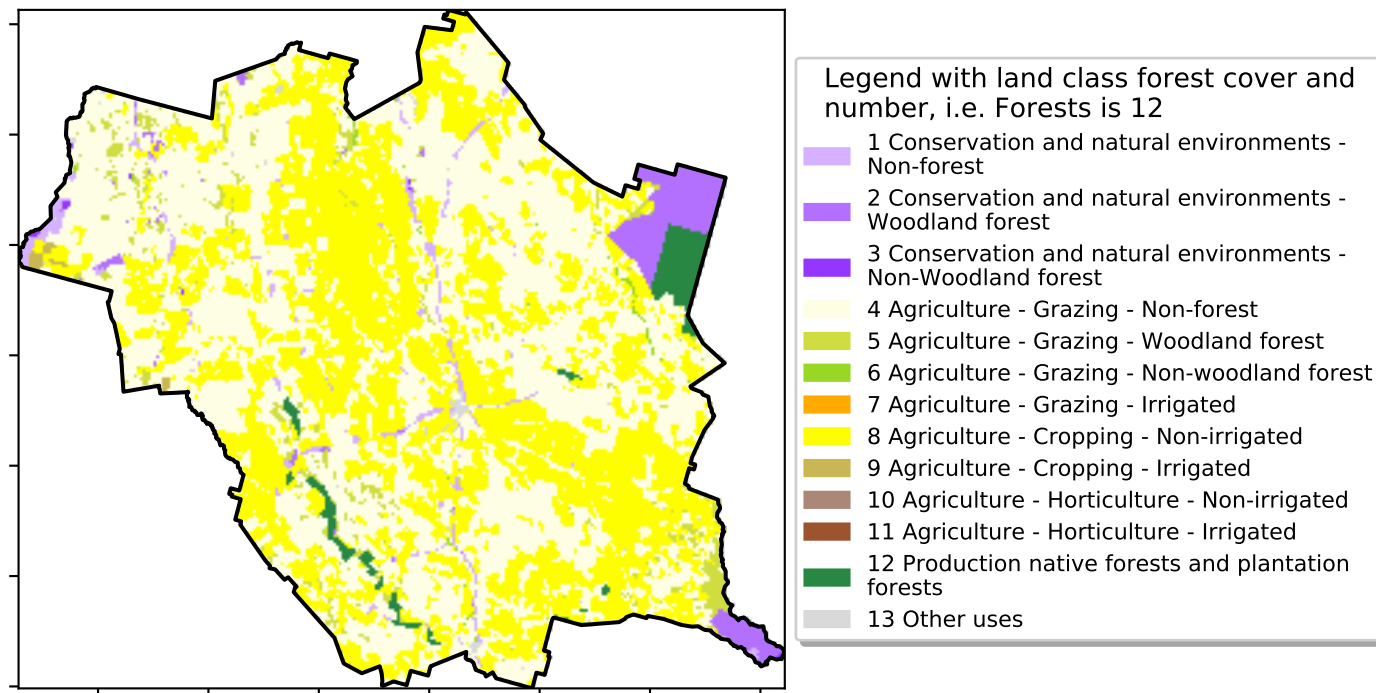 Legend with land class forest cover and
number, i.e. Forests is 12
1 Conservation and natural environments -
Non-forest
2 Conservation and natural environments -
Woodland forest
3 Conservation and natural environments -
Non-Woodland forest
4 Agriculture - Grazing - Non-forest
5 Agriculture - Grazing - Woodland forest
6 Agriculture - Grazing - Non-woodland forest
7 Agriculture - Grazing - Irrigated
8 Agriculture - Cropping - Non-irrigated
9 Agriculture - Cropping - Irrigated
10 Agriculture - Horticulture - Non-irrigated
11 Agriculture - Horticulture - Irrigated
12 Production native forests and plantation
forests
13 Other uses